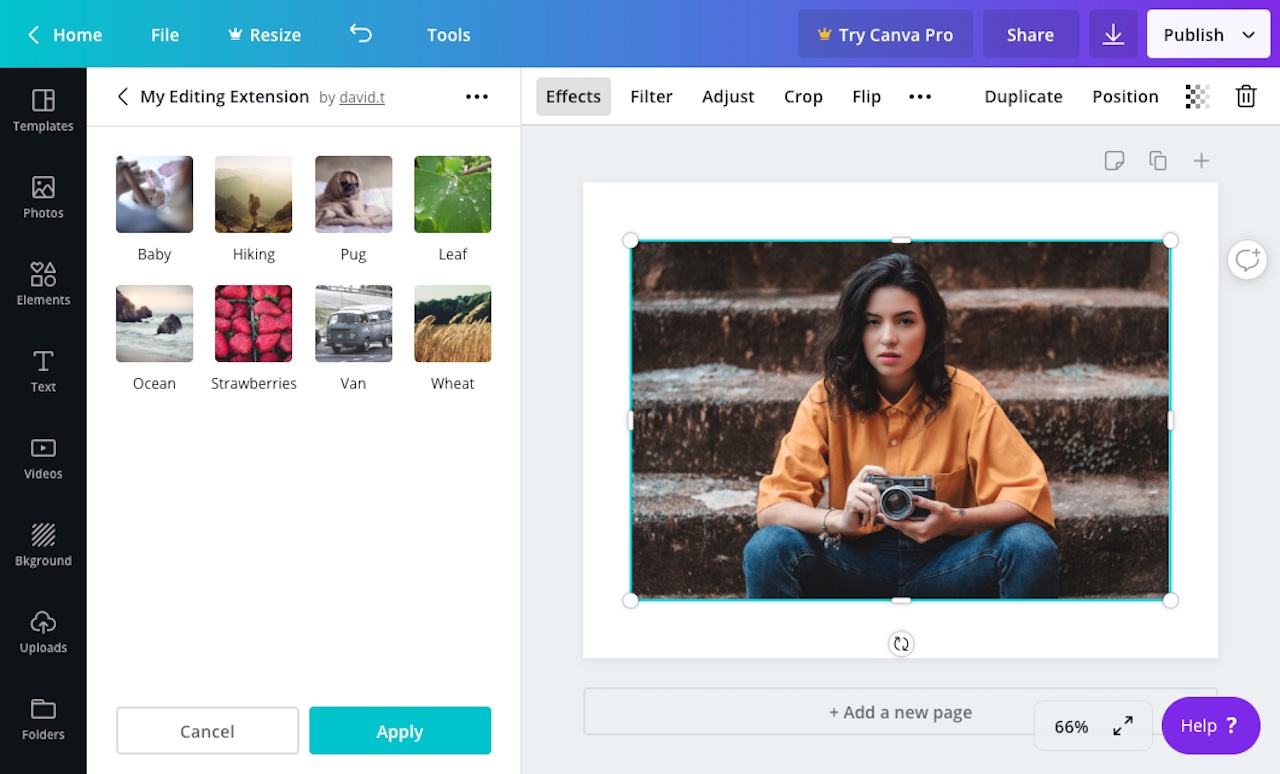 Home File Resize Tools Try Canva Pro Share Publish
Templates
Photos
Elements
Text
Videos
Bkground
Uploads
Folders
My Editing Extension by david.t
Baby Hiking Pug Leaf
Ocean Strawberries Van Wheat
Cancel Apply
Effects Filter Adjust Crop Flip Duplicate Position
+ Add a new page
66%
Help ?